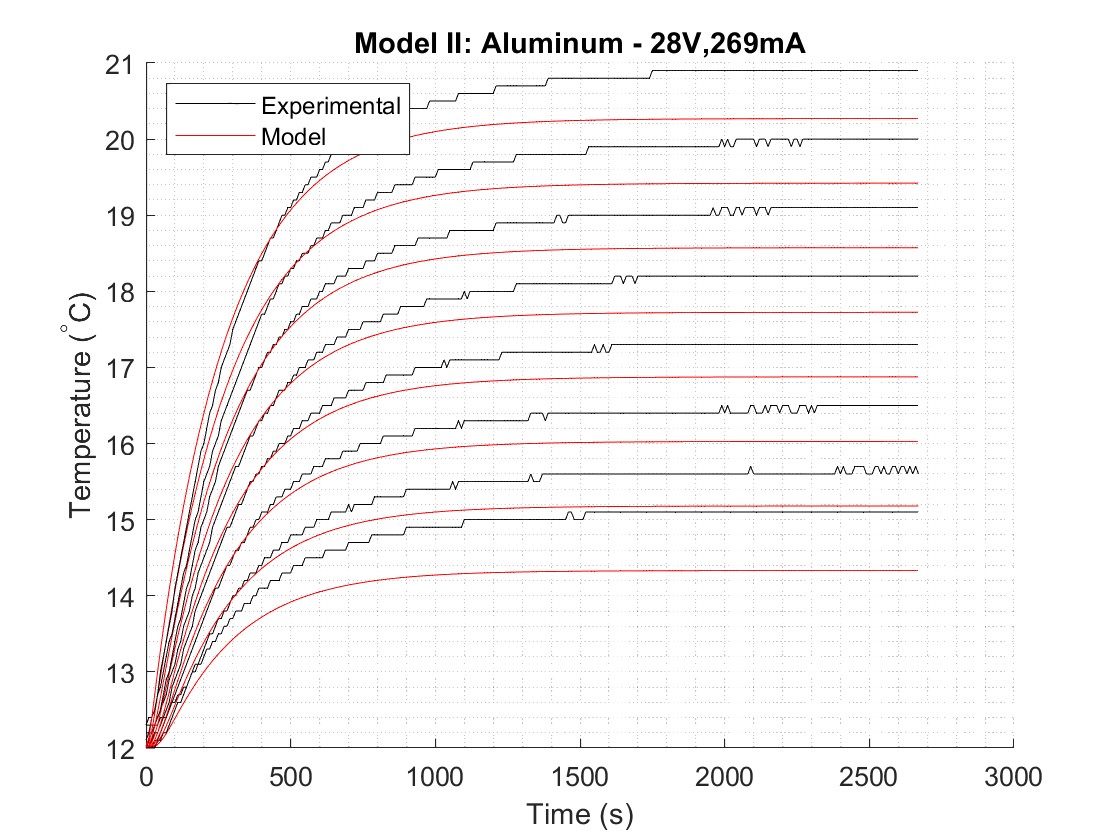 Model II: Aluminum - 28V,269mA
Experimental
Model
Temperature (°C)
21
20
19
18
17
16
15
14
13
12
0 500 1000 1500 2000 2500 3000
Time (s)